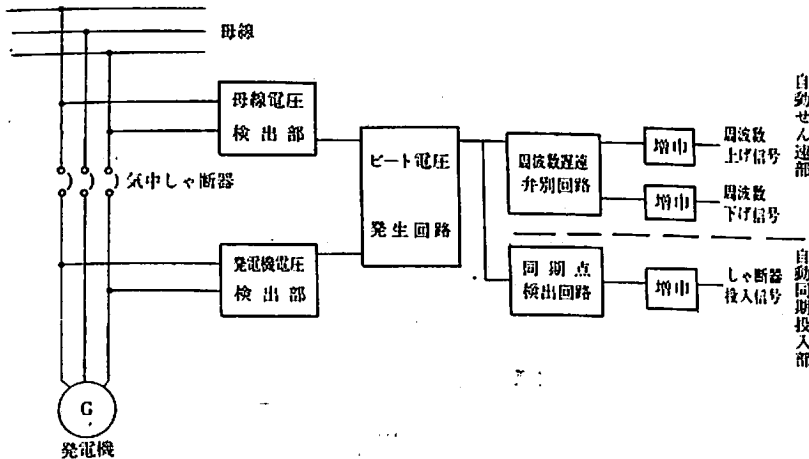 母線
母線電圧
検出部
気中しゃ断器
発電機電圧
検出部
G
発電機
ビート電圧
発生回路
周波数遅速
弁別回路
同期点
検出回路
増巾
増巾
増巾
周波数
上げ信号
周波数
下げ信号
しゃ断器
投入信号
自動せん速部
自動同期投入部